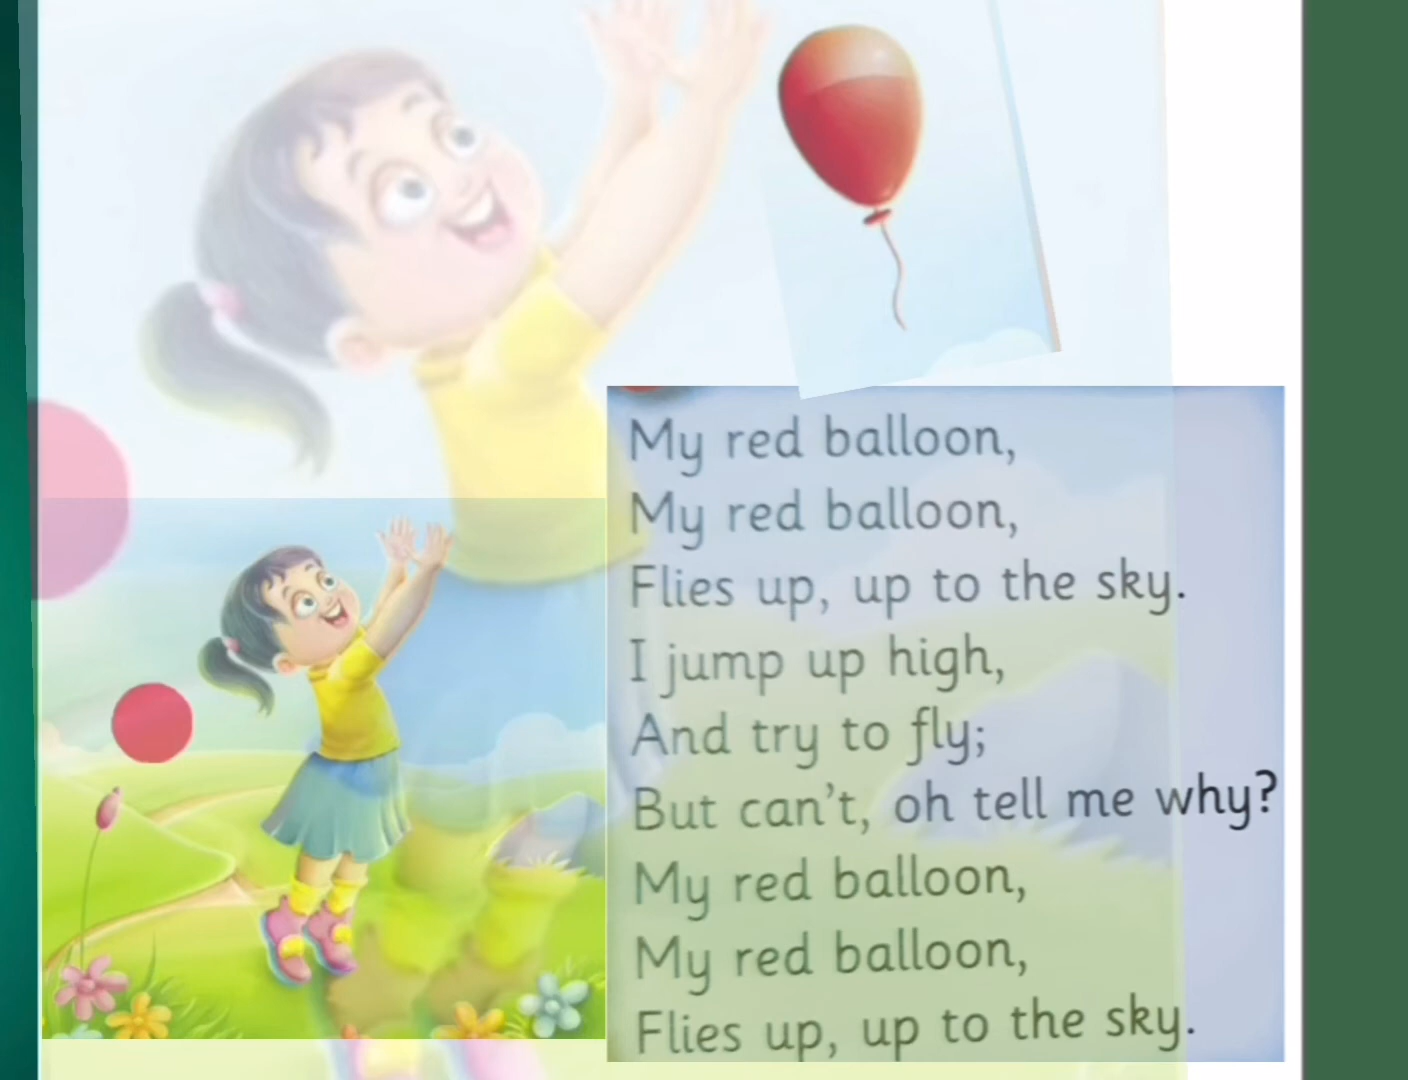 My red balloon,
My red balloon,
Flies up, up to the sky.
I jump up high,
And try to fly;
But can't, oh tell me why?
My red balloon,
My red balloon,
Flies up, up to the sky.